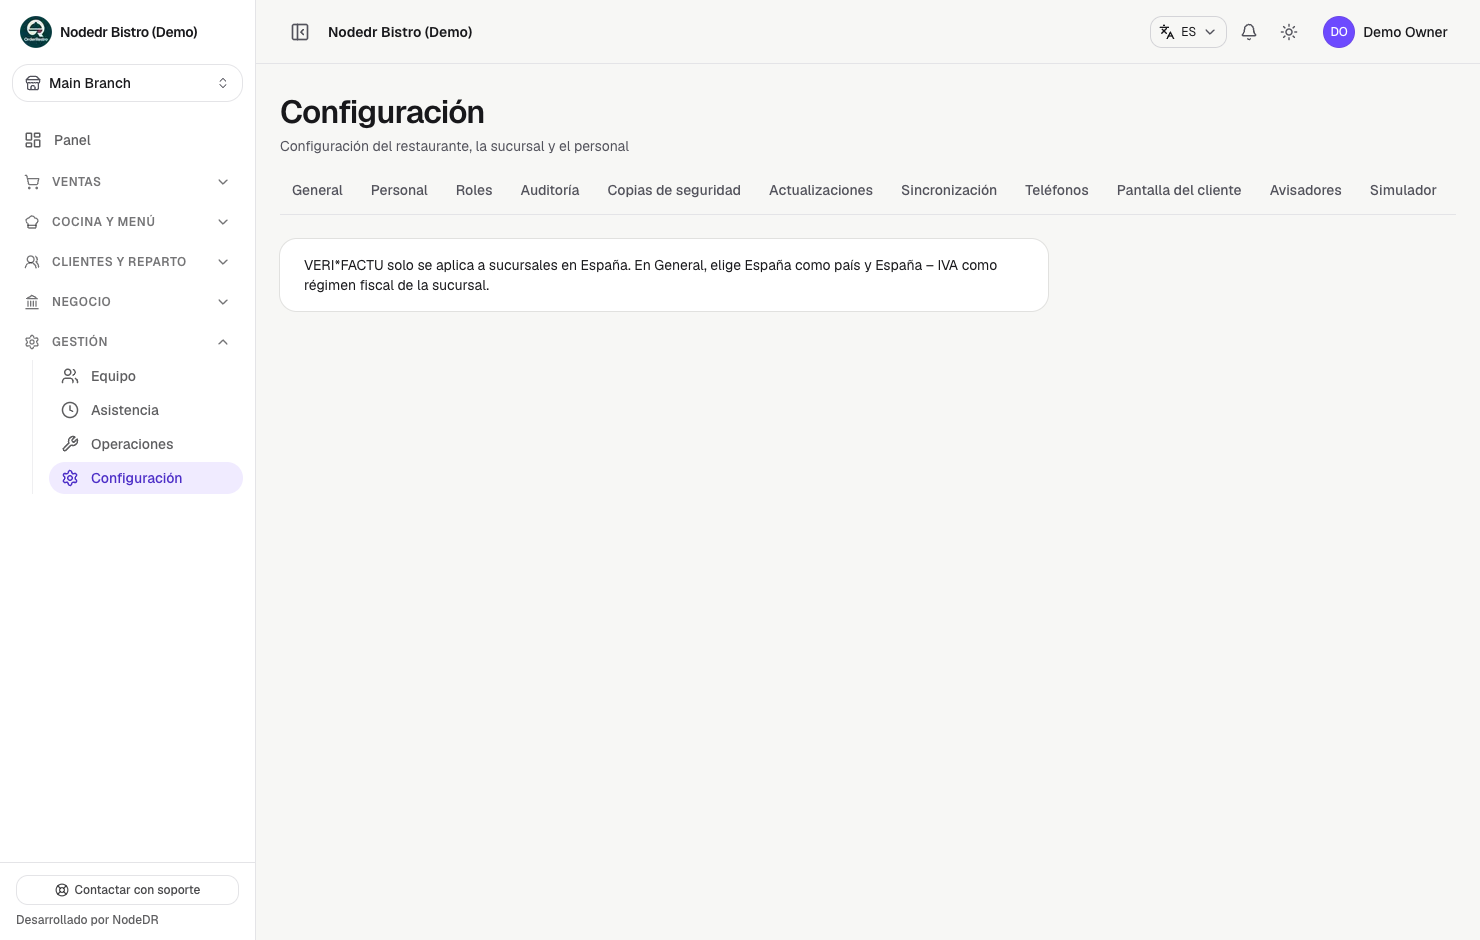 Nodedr Bistro (Demo)
Main Branch
Panel
VENTAS
COCINA Y MENÚ
CLIENTES Y REPARTO
NEGOCIO
GESTIÓN
Equipo
Asistencia
Operaciones
Configuración
Contactar con soporte
Desarrollado por NodeDR
Nodedr Bistro (Demo)
ES
DO
Demo Owner
Configuración
Configuración del restaurante, la sucursal y el personal
General Personal Roles Auditoría Copias de seguridad Actualizaciones Sincronización Teléfonos Pantalla del cliente Avisadores Simulador
VERI*FACTU solo se aplica a sucursales en España. En General, elige España como país y España – IVA como
régimen fiscal de la sucursal.